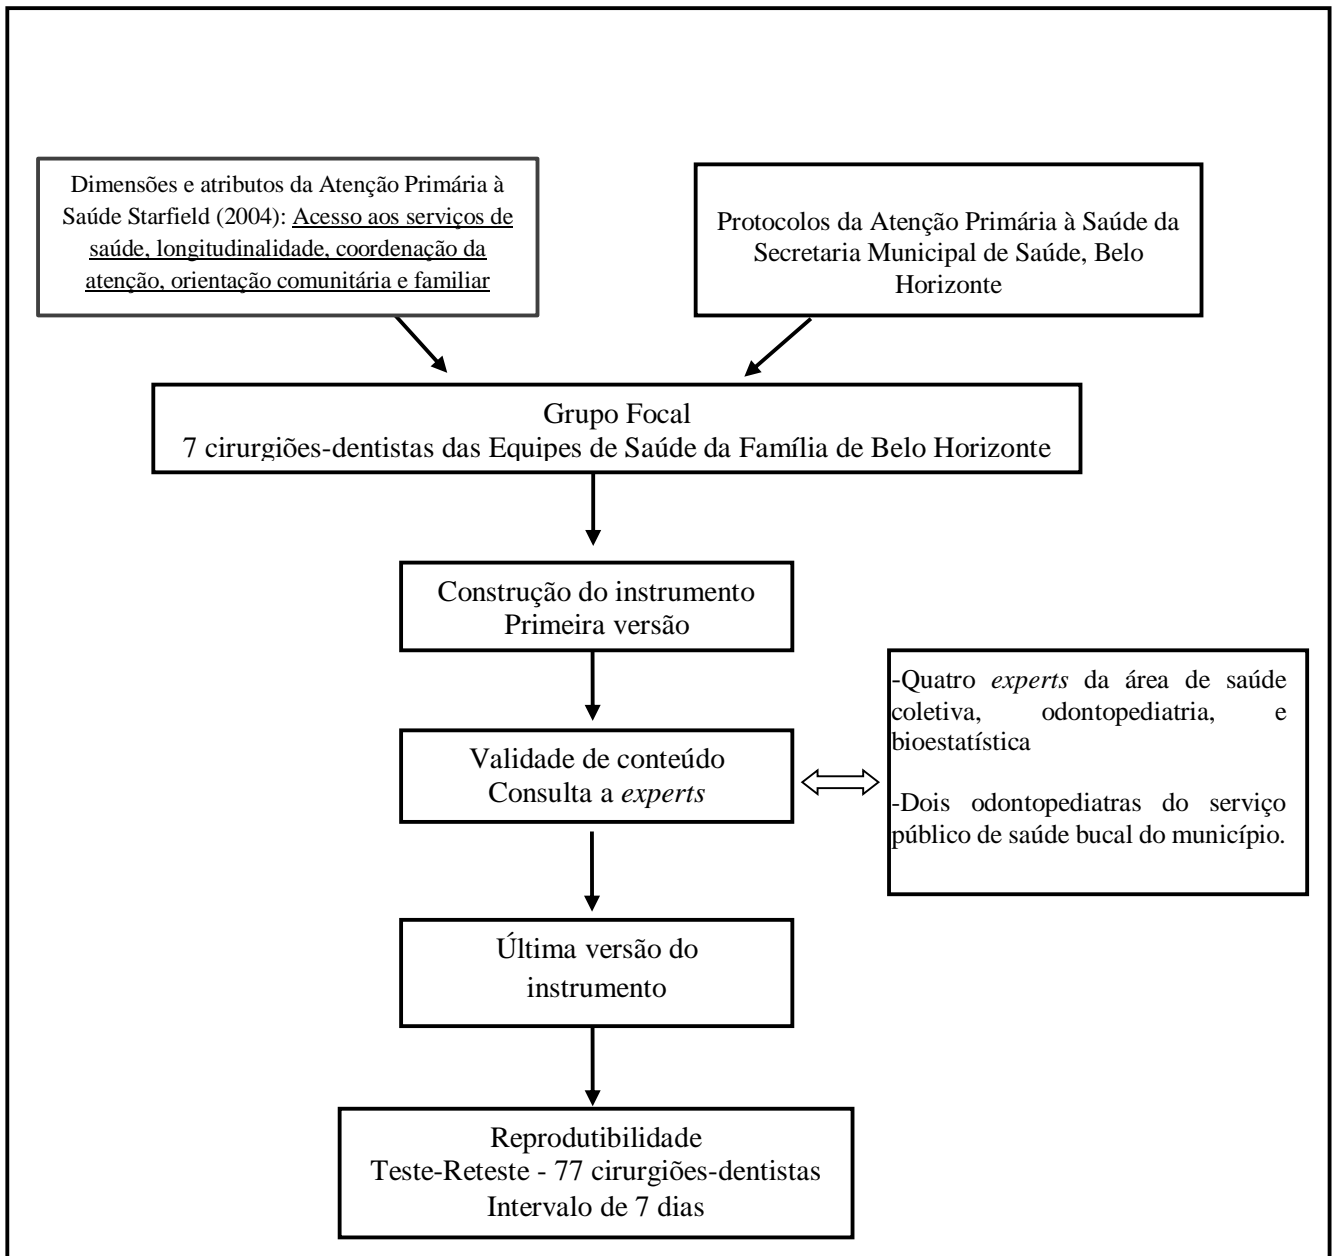 Dimensões e atributos da Atenção Primária à
Saúde Starfield (2004): Acesso aos serviços de
saúde, longitudinalidade, coordenação da
atenção, orientação comunitária e familiar
Protocolos da Atenção Primária à Saúde da
Secretaria Municipal de Saúde, Belo
Horizonte
Grupo Focal
7 cirurgiões-dentistas das Equipes de Saúde da Família de Belo Horizonte
Construção do instrumento
Primeira versão
Validade de conteúdo
Consulta a experts
-Quatro experts da área de saúde
coletiva, odontopediatria, e
bioestatística
-Dois odontopediatras do serviço
público de saúde bucal do município.
Última versão do
instrumento
Reprodutibilidade
Teste-Reteste - 77 cirurgiões-dentistas
Intervalo de 7 dias